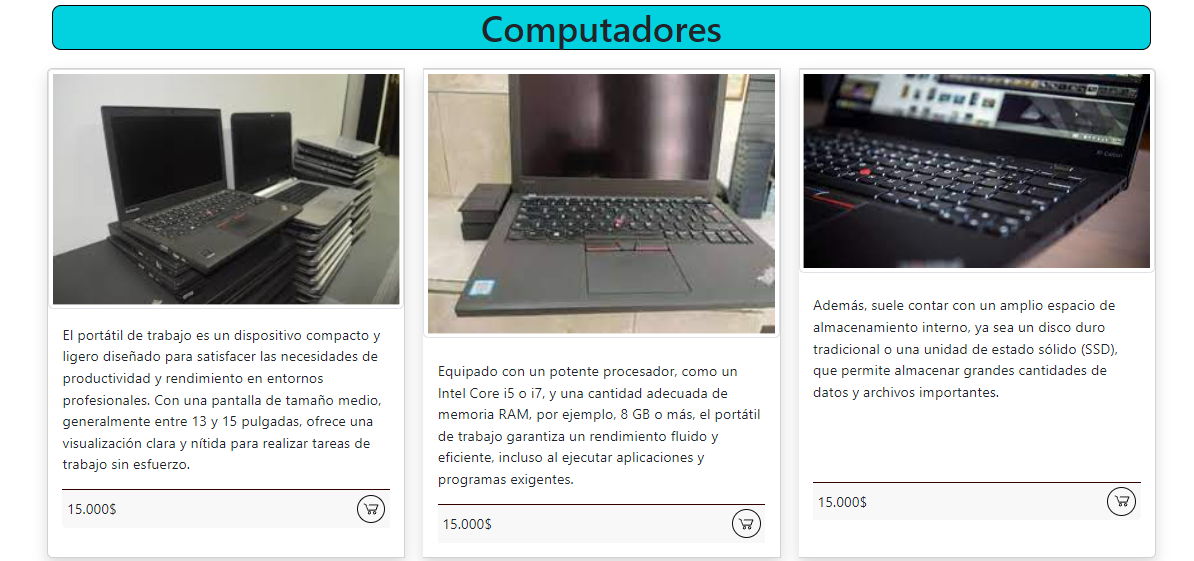 Computadores
El portátil de trabajo es un dispositivo compacto y
ligero diseñado para satisfacer las necesidades de
productividad y rendimiento en entornos
profesionales. Con una pantalla de tamaño medio,
generalmente entre 13 y 15 pulgadas, ofrece una
visualización clara y nítida para realizar tareas de
trabajo sin esfuerzo.
15.000$
Equipado con un potente procesador, como un
Intel Core i5 o i7, y una cantidad adecuada de
memoria RAM, por ejemplo, 8 GB o más, el portátil
de trabajo garantiza un rendimiento fluido y
eficiente, incluso al ejecutar aplicaciones y
programas exigentes.
15.000$
X1 Carbon
Además, suele contar con un amplio espacio de
almacenamiento interno, ya sea un disco duro
tradicional o una unidad de estado sólido (SSD),
que permite almacenar grandes cantidades de
datos y archivos importantes.
15.000$